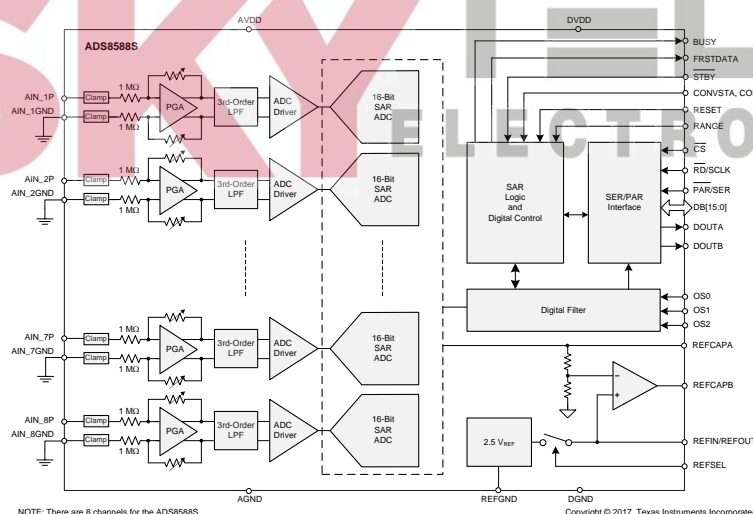 SKY TEL
ELECTRO
AVDD
DVDD
ADS8588S
AIN_1P
AIN_1GND
Clamp
Clamp
1 MΩ
1 MΩ
PGA
3rd-Order
LPF
ADC
Driver
16-Bit
SAR
ADC
AIN_2P
AIN_2GND
Clamp
Clamp
1 MΩ
1 MΩ
PGA
3rd-Order
LPF
ADC
Driver
16-Bit
SAR
ADC
AIN_7P
AIN_7GND
Clamp
Clamp
1 MΩ
1 MΩ
PGA
3rd-Order
LPF
ADC
Driver
16-Bit
SAR
ADC
AIN_8P
AIN_8GND
Clamp
Clamp
1 MΩ
1 MΩ
PGA
3rd-Order
LPF
ADC
Driver
16-Bit
SAR
ADC
SAR
Logic
and
Digital Control
SER/PAR
Interface
Digital Filter
BUSY
FRSTDATA
STBY
CONVSTA, CO
RESET
RANGE
CS
RD/SCLK
PAR/SER
DB[15:0]
DOUTA
DOUTB
OS0
OS1
OS2
REFCAPA
REFCAPB
2.5 VREF
REFIN/REFOUT
REFSEL
AGND
REFGND
DGND
NOTE: There are 8 channels for the ADS8588S
Copyright © 2017, Texas Instruments Incorporated